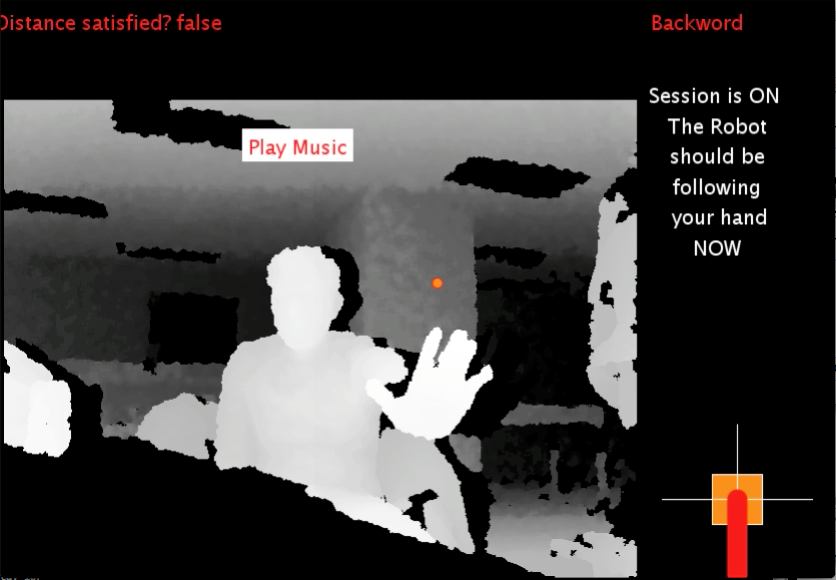 Distance satisfied? false
Backword
Session is ON
The Robot
should be
following
your hand
NOW
Play Music